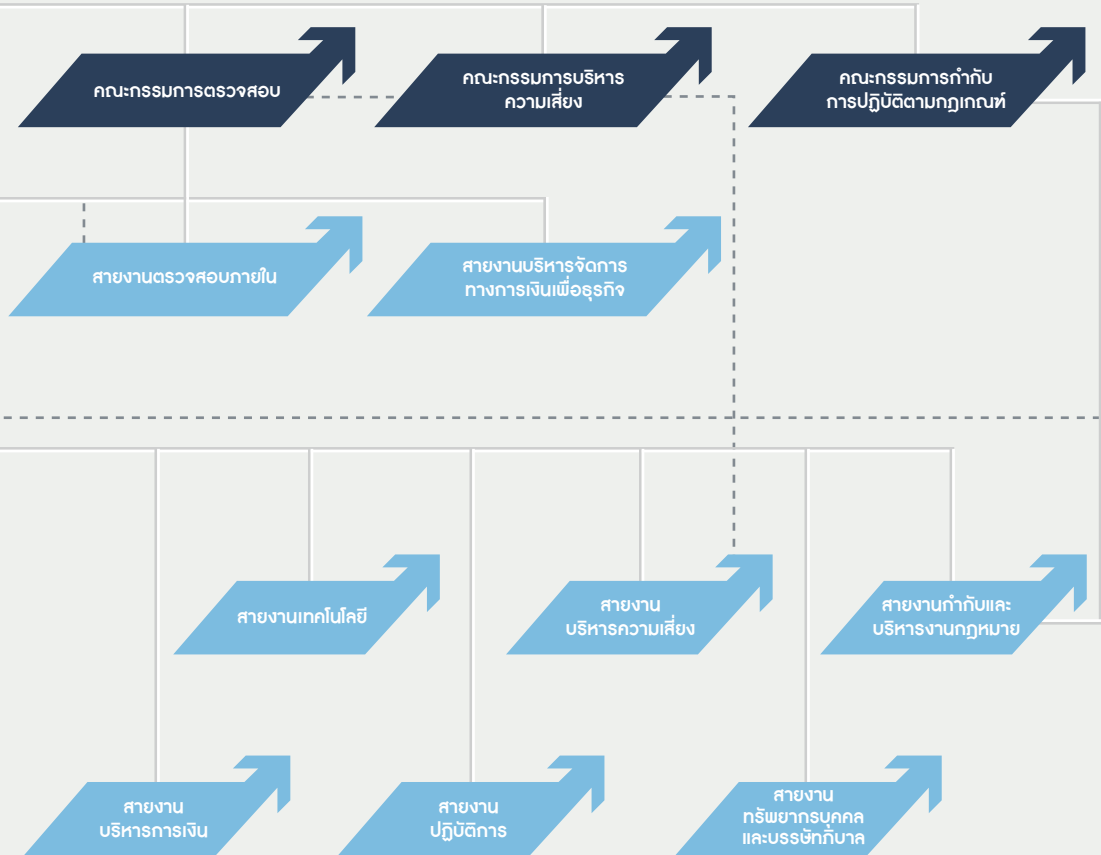 คณะกรรมการตรวจสอบ
คณะกรรมการบริหาร
ความเสี่ยง
คณะกรรมการกำกับ
การปฏิบัติตามกฎเกณฑ์
สายงานตรวจสอบภายใน
สายงานบริหารจัดการ
ทางการเงินเพื่อธุรกิจ
สายงานเทคโนโลยี
สายงาน
บริหารความเสี่ยง
สายงานกำกับและ
บริหารงานกฎหมาย
สายงาน
บริหารการเงิน
สายงาน
ปฏิบัติการ
สายงาน
ทรัพยากรบุคคล
และบรรษัทภิบาล